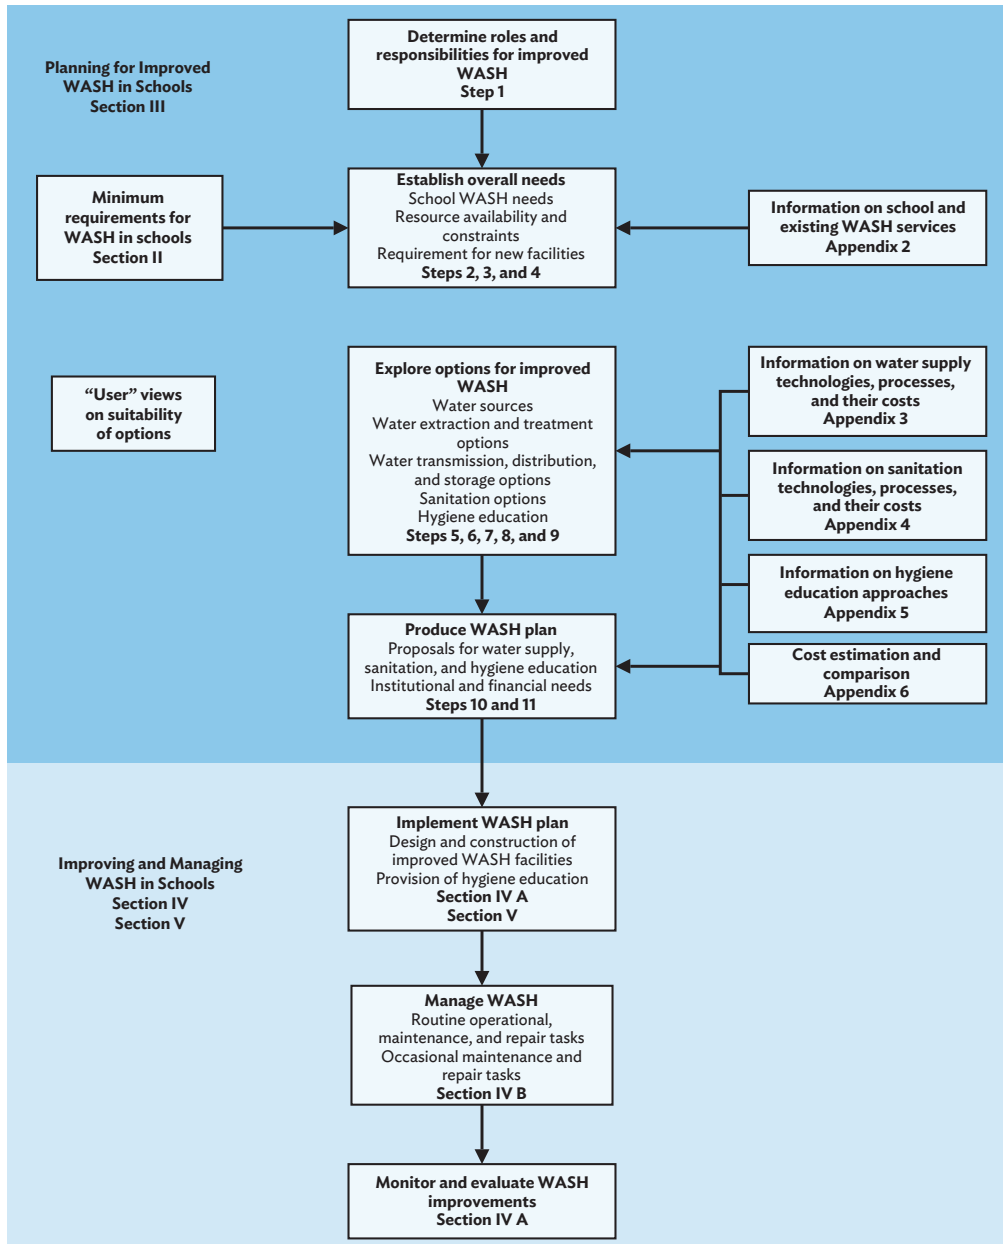 Determine roles and
responsibilities for improved
WASH
Step 1
Planning for Improved
WASH in Schools
Section III
Minimum
requirements for
WASH in schools
Section II
Establish overall needs
School WASH needs
Resource availability and
constraints
Requirement for new facilities
Steps 2, 3, and 4
Information on school and
existing WASH services
Appendix 2
“User” views
on suitability
of options
Explore options for improved
WASH
Water sources
Water extraction and treatment
options
Water transmission, distribution,
and storage options
Sanitation options
Hygiene education
Steps 5, 6, 7, 8, and 9
Information on water supply
technologies, processes,
and their costs
Appendix 3
Information on sanitation
technologies, processes,
and their costs
Appendix 4
Information on hygiene
education approaches
Appendix 5
Cost estimation and
comparison
Appendix 6
Produce WASH plan
Proposals for water supply,
sanitation, and hygiene education
Institutional and financial needs
Steps 10 and 11
Improving and Managing
WASH in Schools
Section IV
Section V
Implement WASH plan
Design and construction of
improved WASH facilities
Provision of hygiene education
Section IV A
Section V
Manage WASH
Routine operational,
maintenance, and repair tasks
Occasional maintenance and
repair tasks
Section IV B
Monitor and evaluate WASH
improvements
Section IV A